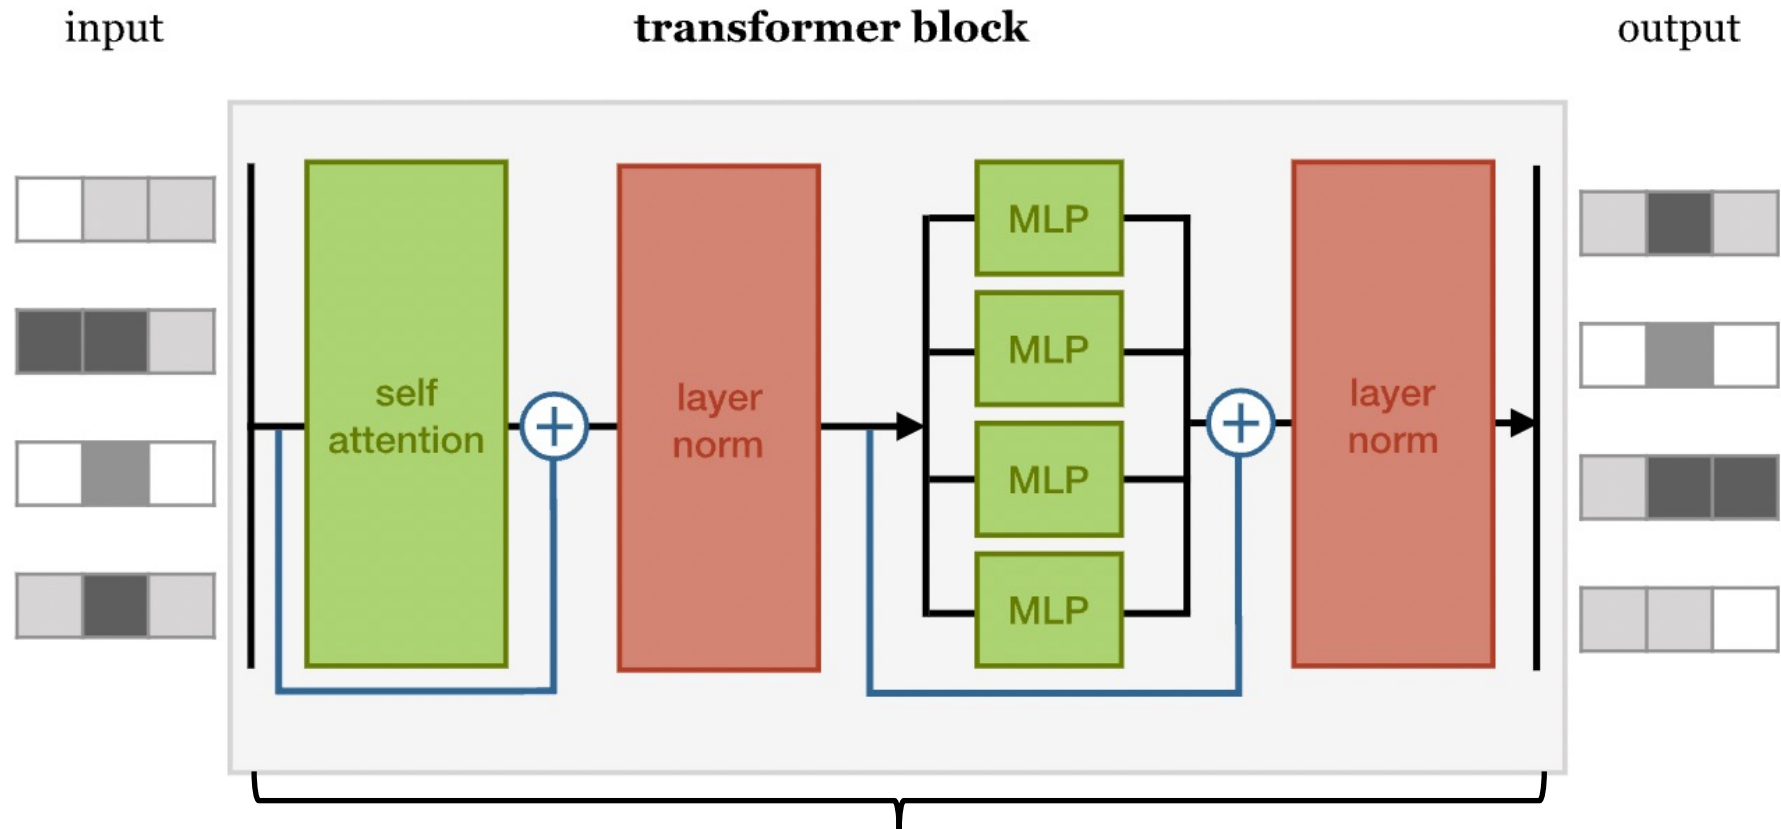 input
transformer block
output
self
attention
layer
norm
MLP
MLP
MLP
MLP
layer
norm